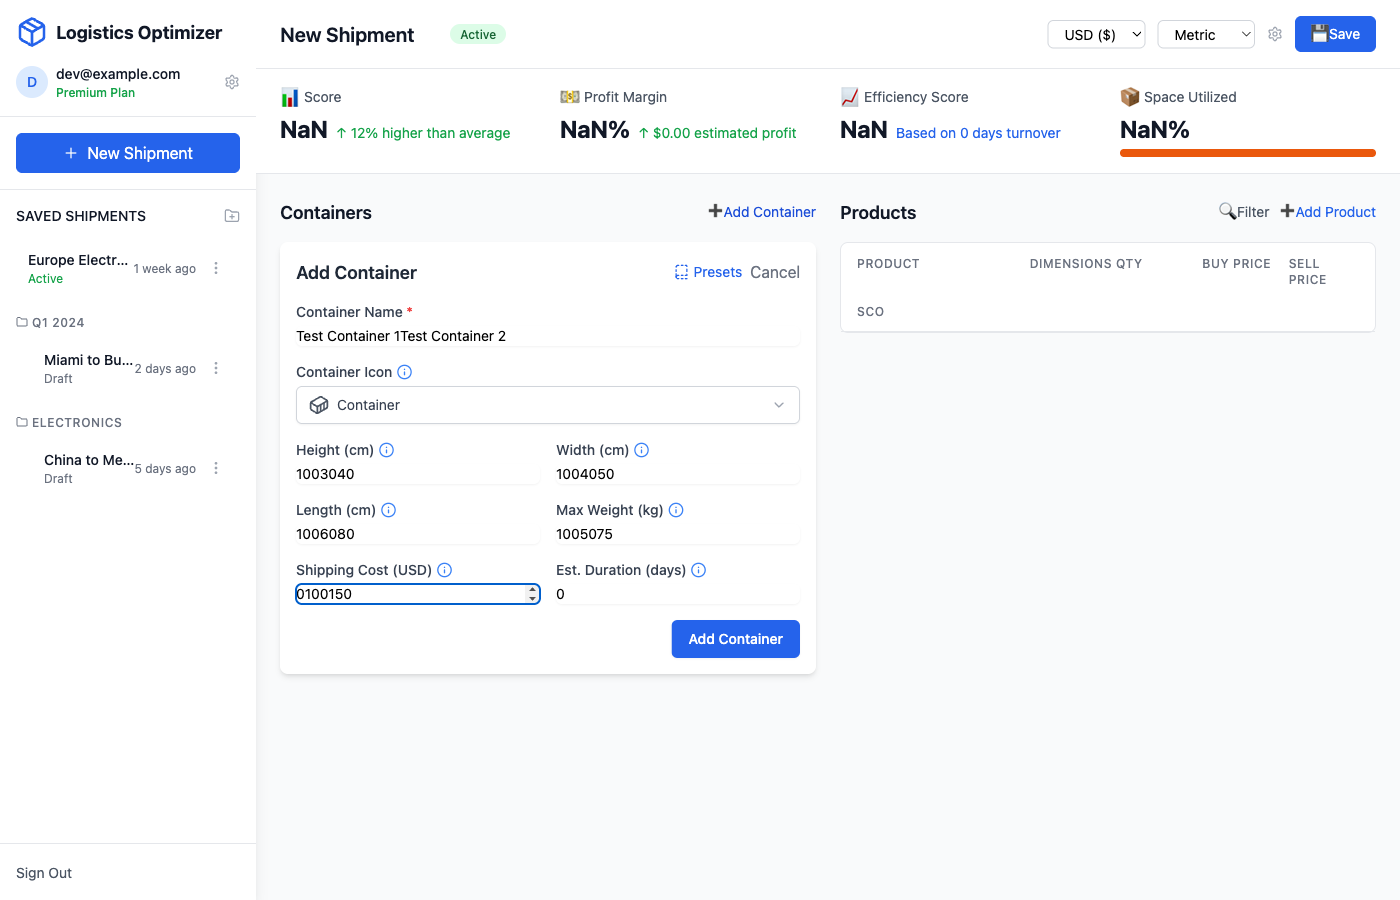 Logistics Optimizer
D
dev@example.com
Premium Plan
+ New Shipment
SAVED SHIPMENTS
Europe Electr...
1 week ago
Active
Q1 2024
Miami to Bu...
2 days ago
Draft
ELECTRONICS
China to Me...
5 days ago
Draft
Sign Out
New Shipment
Active
USD ($)
Metric
💾Save
📊 Score
NaN ↑ 12% higher than average
💵 Profit Margin
NaN% ↑ $0.00 estimated profit
📈 Efficiency Score
NaN Based on 0 days turnover
📦 Space Utilized
NaN%
Containers
➕Add Container
Add Container
Presets
Cancel
Container Name *
Test Container 1Test Container 2
Container Icon
Container
Height (cm)
Width (cm)
1003040
1004050
Length (cm)
Max Weight (kg)
1006080
1005075
Shipping Cost (USD)
Est. Duration (days)
0100150
0
Add Container
Products
🔍Filter
➕Add Product
PRODUCT
DIMENSIONS QTY
BUY PRICE
SELL
PRICE
SCO